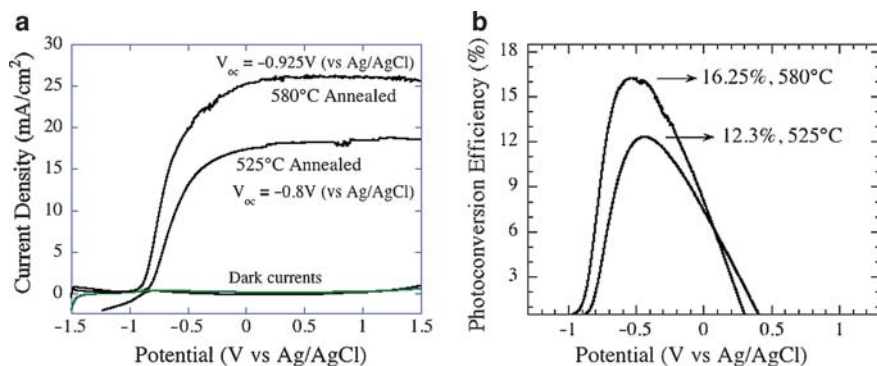 a
Current Density (mA/cm²)
30
25
20
15
10
5
0
V_oc = –0.925V (vs Ag/AgCl)
580°C Annealed
525°C Annealed
V_oc = –0.8V (vs Ag/AgCl)
Dark currents
–1.5 –1 –0.5 0 0.5 1 1.5
Potential (V vs Ag/AgCl)
b
Photoconversion Efficiency (%)
18
15
12
9
6
3
16.25%, 580°C
12.3%, 525°C
-1 -0.5 0 0.5 1
Potential (V vs Ag/AgCl)